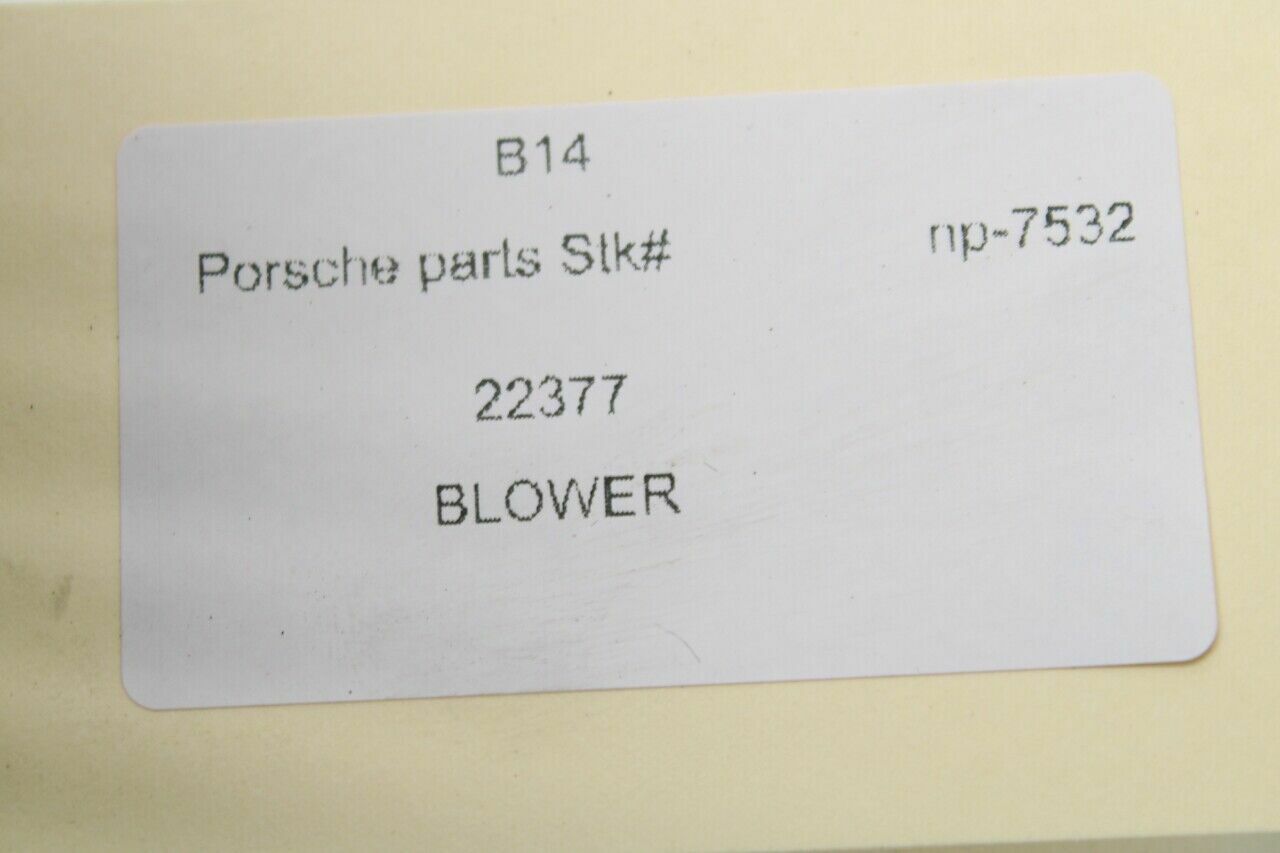 B14
Porsche parts Stk# np-7532
22377
BLOWER